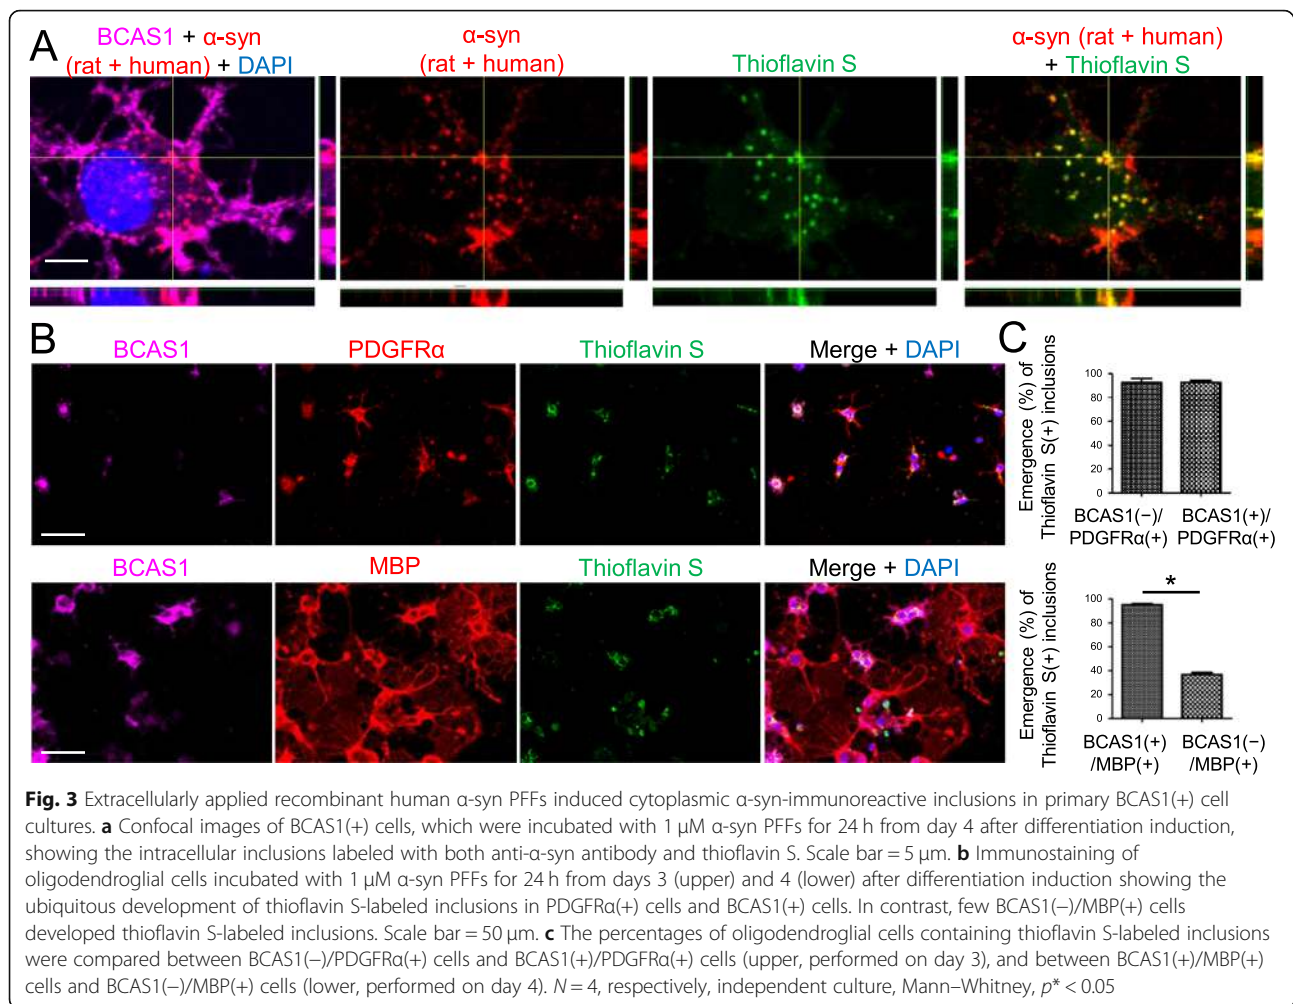 A
BCAS1 + α-syn
(rat + human) + DAPI
α-syn
(rat + human)
Thioflavin S
α-syn (rat + human)
+ Thioflavin S
B
BCAS1
PDGFRα
Thioflavin S
Merge + DAPI
BCAS1
MBP
Thioflavin S
Merge + DAPI
C
Emergence (%) of
Thioflavin S(+) inclusions
100
80
60
40
20
0
BCAS1(−)/
PDGFRα(+)
BCAS1(+)/
PDGFRα(+)
Emergence (%) of
Thioflavin S(+) inclusions
100
80
60
40
20
0
*
BCAS1(+)
/MBP(+)
BCAS1(−)
/MBP(+)
Fig. 3 Extracellularly applied recombinant human α-syn PFFs induced cytoplasmic α-syn-immunoreactive inclusions in primary BCAS1(+) cell
cultures. a Confocal images of BCAS1(+) cells, which were incubated with 1 μM α-syn PFFs for 24 h from day 4 after differentiation induction,
showing the intracellular inclusions labeled with both anti-α-syn antibody and thioflavin S. Scale bar = 5 μm. b Immunostaining of
oligodendroglial cells incubated with 1 μM α-syn PFFs for 24 h from days 3 (upper) and 4 (lower) after differentiation induction showing the
ubiquitous development of thioflavin S-labeled inclusions in PDGFRα(+) cells and BCAS1(+) cells. In contrast, few BCAS1(−)/MBP(+) cells
developed thioflavin S-labeled inclusions. Scale bar = 50 μm. c The percentages of oligodendroglial cells containing thioflavin S-labeled inclusions
were compared between BCAS1(−)/PDGFRα(+) cells and BCAS1(+)/PDGFRα(+) cells (upper, performed on day 3), and between BCAS1(+)/MBP(+)
cells and BCAS1(−)/MBP(+) cells (lower, performed on day 4). N = 4, respectively, independent culture, Mann–Whitney, p* < 0.05